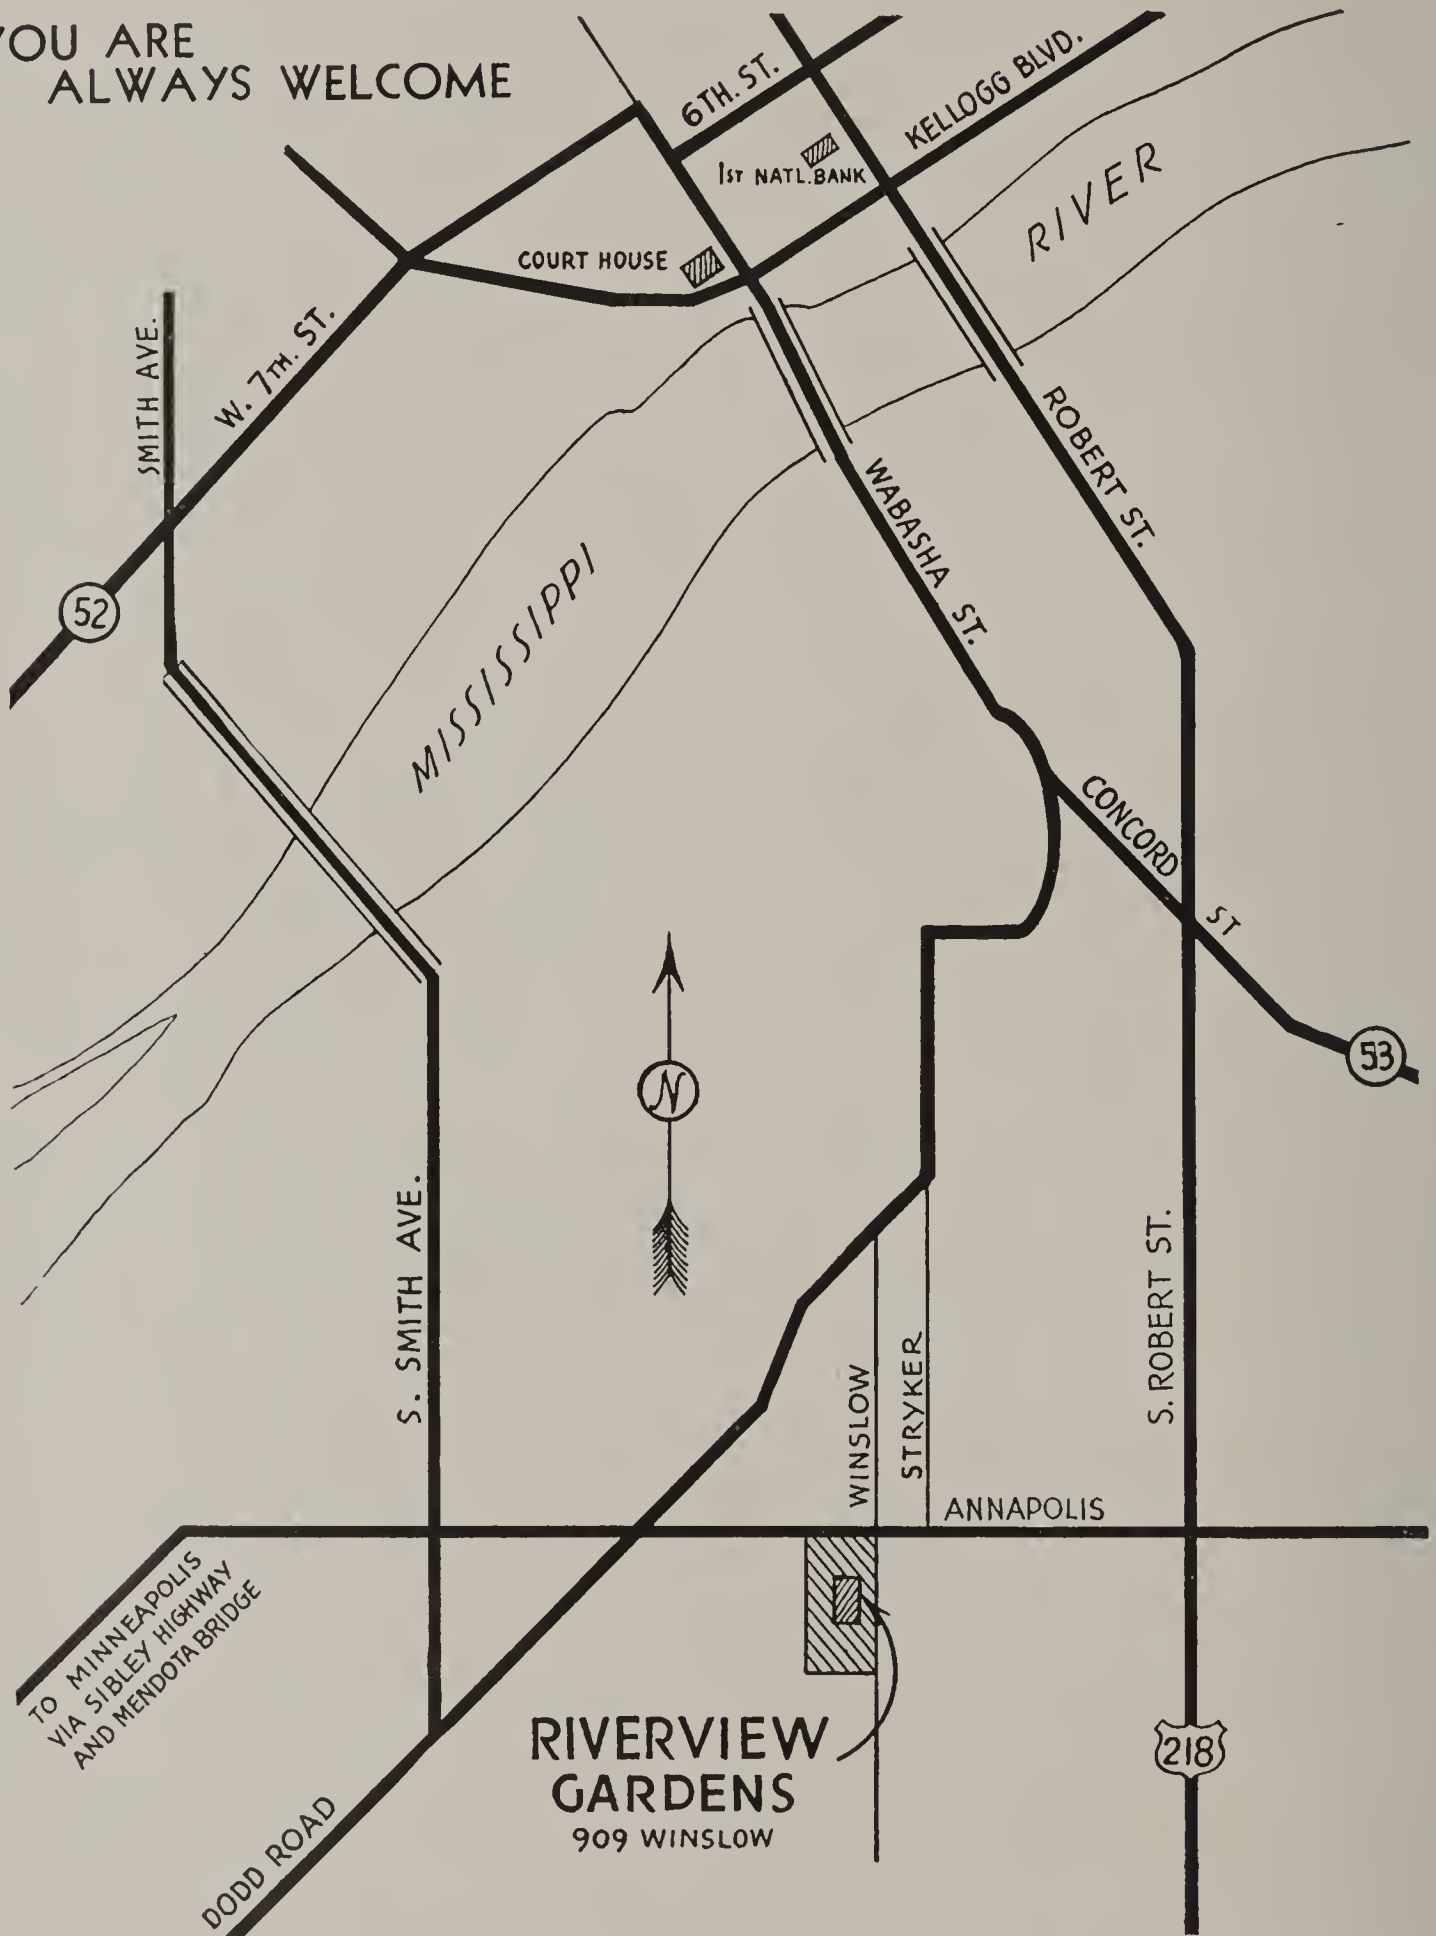 YOU ARE
ALWAYS WELCOME
6TH. ST.
KELLOGG BLVD.
1ST NATL. BANK
RIVER
COURT HOUSE
SMITH AVE.
W. 7TH. ST.
ROBERT ST.
WABASHA ST.
52
MISSISSIPPI
CONCORD ST
53
N
S. SMITH AVE.
S. ROBERT ST.
WINSLOW
STRYKER
ANNAPOLIS
TO MINNEAPOLIS
VIA SIBLEY HIGHWAY
AND MENDOTA BRIDGE
RIVERVIEW
GARDENS
909 WINSLOW
218
DODD ROAD